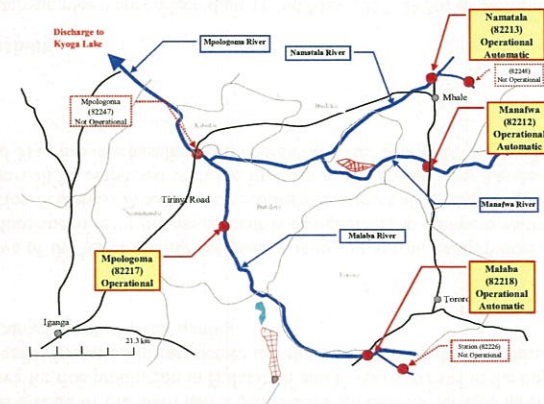 Discharge to
Kyoga Lake
Mpologoma River
Namatala River
Namatala
(82213)
Operational
Automatic
(82246)
Not Operational
Mbale
Mpologoma
(82247)
Not Operational
Manafwa
(82212)
Operational
Automatic
Tirinyi Road
Manafwa River
Malaba River
Mpologoma
(82217)
Operational
Malaba
(82218)
Operational
Automatic
Tororo
Iganga
21.3 km
Station (82226)
Not Operational